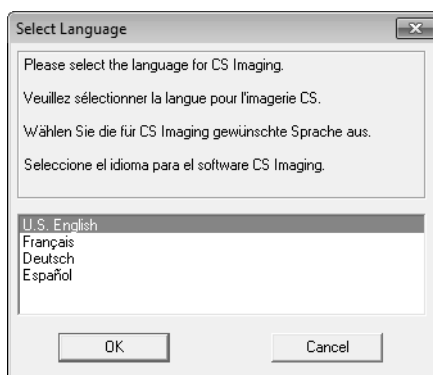 Select Language
Please select the language for CS Imaging.
Veuillez sélectionner la langue pour l'imagerie CS.
Wählen Sie die für CS Imaging gewünschte Sprache aus.
Seleccione el idioma para el software CS Imaging.
U.S. English
Français
Deutsch
Español
OK
Cancel